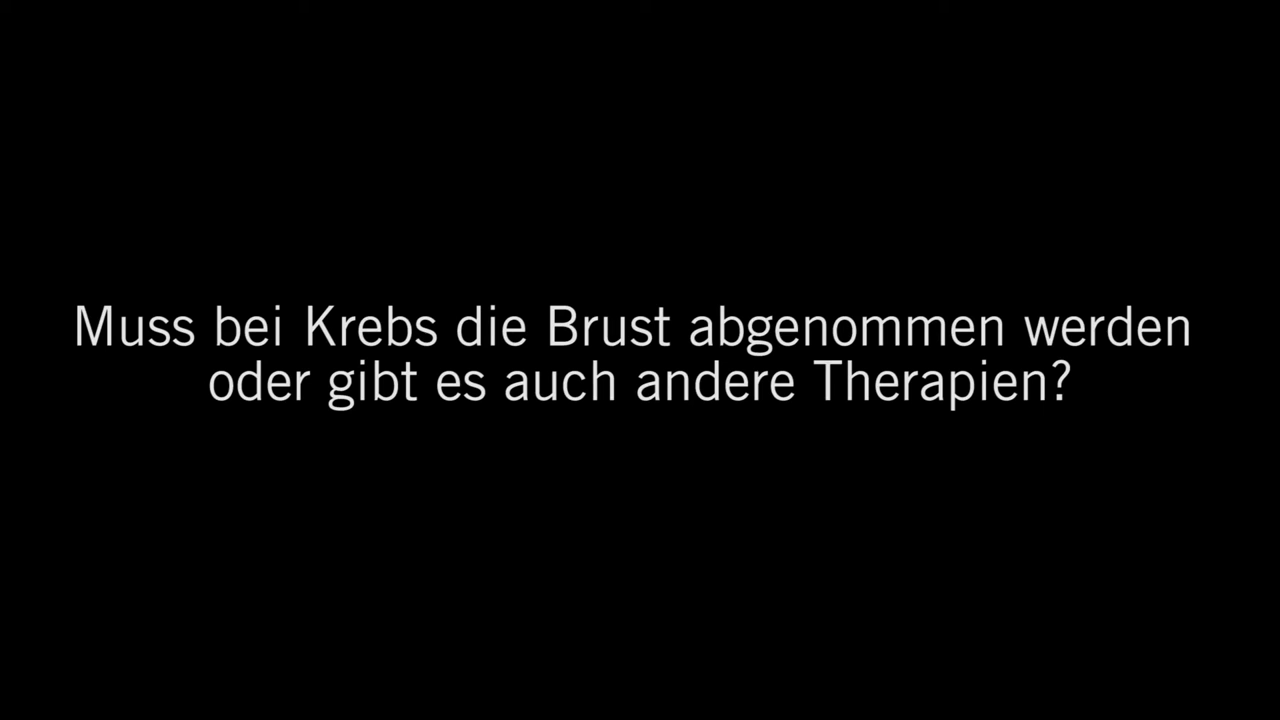 Muss bei Krebs die Brust abgenommen werden
oder gibt es auch andere Therapien?